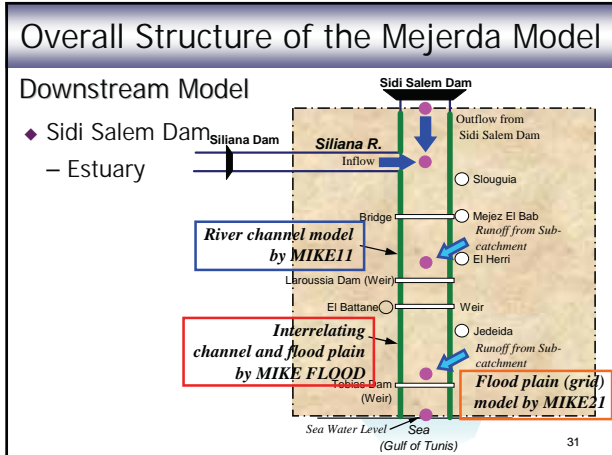 Overall Structure of the Mejerda Model
Downstream Model
◆ Sidi Salem Dam
– Estuary
Sidi Salem Dam
Outflow from
Sidi Salem Dam
Siliana Dam
Siliana R.
Inflow
Slouguia
Bridge
Mejez El Bab
Runoff from Sub-
catchment
River channel model
by MIKE11
El Herri
Laroussia Dam (Weir)
El Battane
Weir
Interrelating
channel and flood plain
by MIKE FLOOD
Jedeida
Runoff from Sub-
catchment
Tobias Dam
(Weir)
Flood plain (grid)
model by MIKE21
Sea Water Level
Sea
(Gulf of Tunis)
31